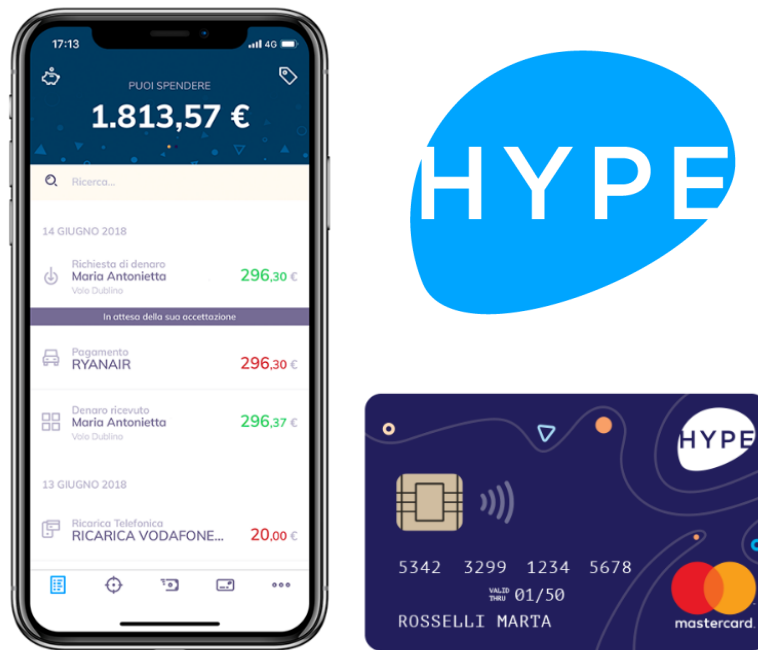 17:13
4G
PUOI SPENDERE
1.813,57 €
Ricerca...
14 GIUGNO 2018
Richiesta di denaro
Maria Antonietta
296,30 €
Volo Dublino
In attesa della sua accettazione
Pagamento
RYANAIR
296,30 €
Denaro ricevuto
Maria Antonietta
296,37 €
Volo Dublino
13 GIUGNO 2018
Ricarica Telefonica
RICARICA VODAFONE...
20,00 €
HYPE
HYPE
5342 3299 1234 5678
VALID
THRU 01/50
ROSSELLI MARTA
mastercard.